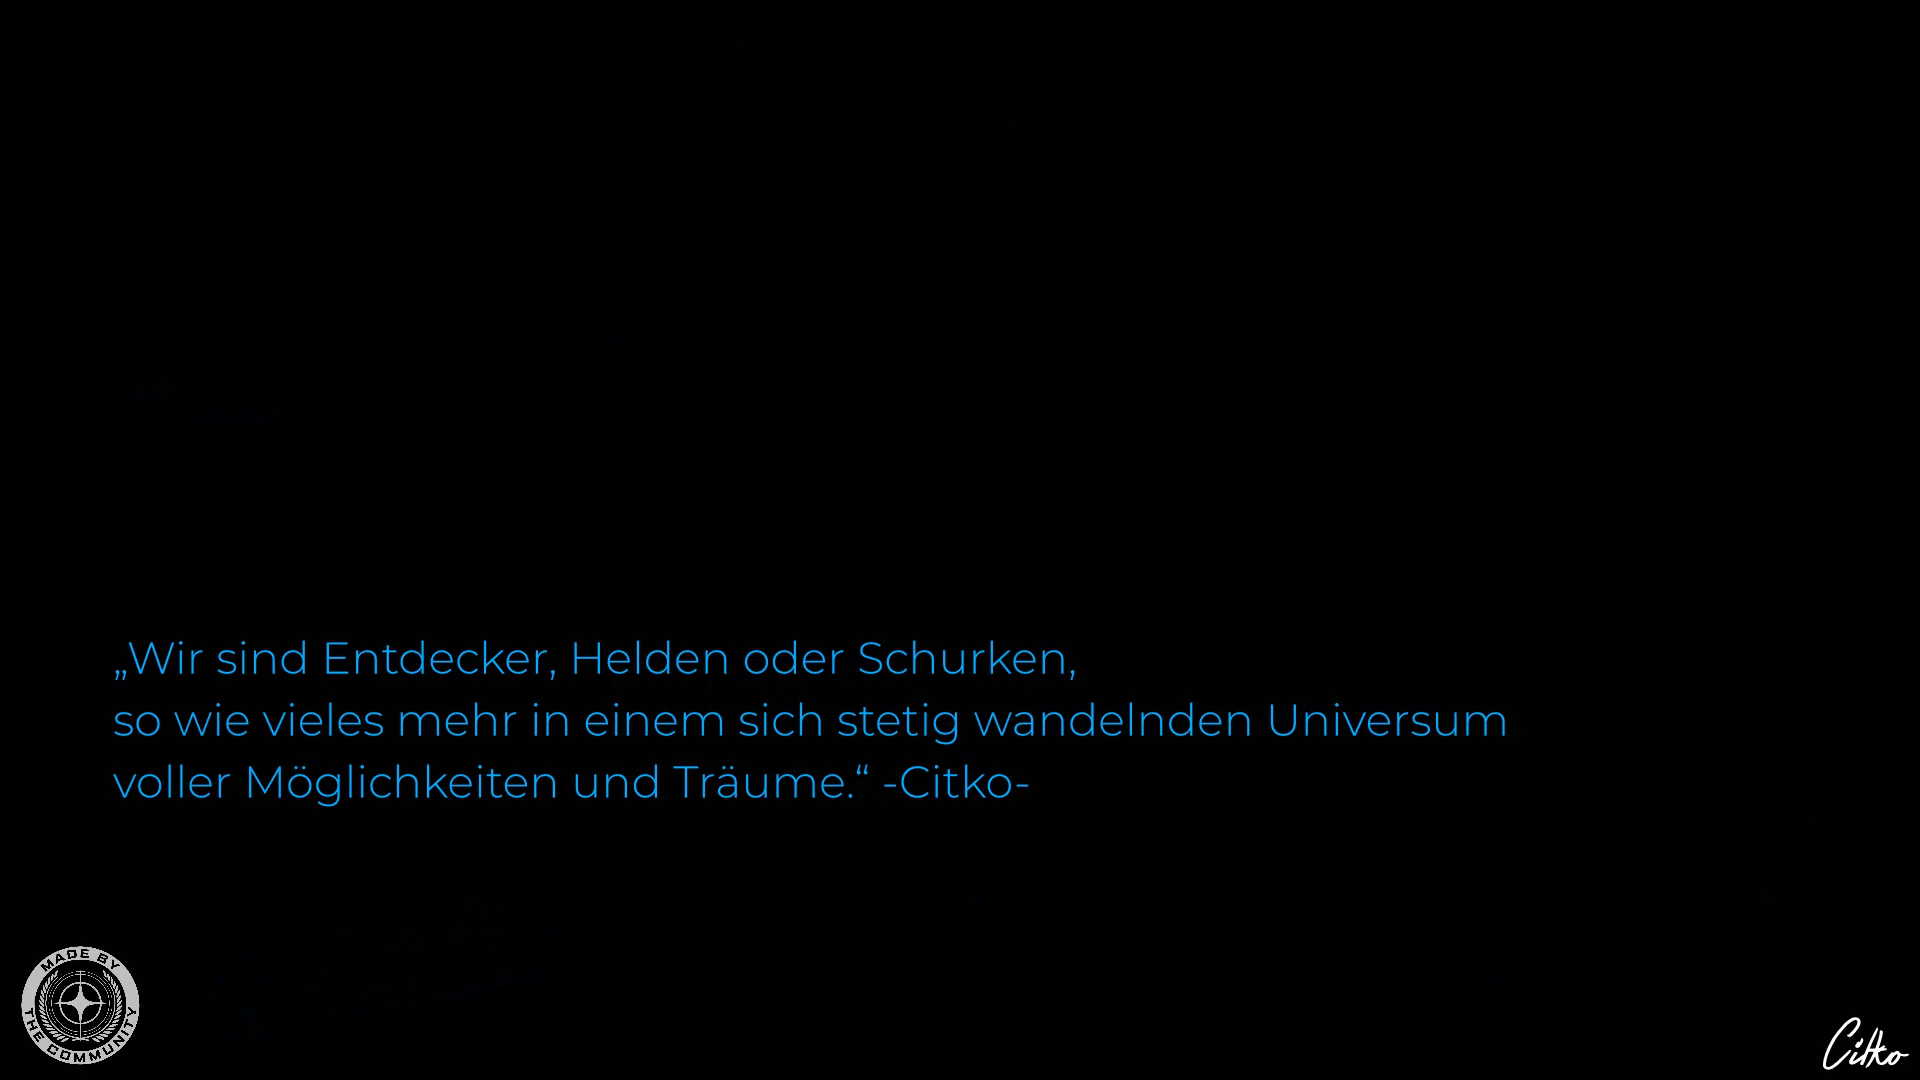 „Wir sind Entdecker, Helden oder Schurken,
so wie vieles mehr in einem sich stetig wandelnden Universum
voller Möglichkeiten und Träume.“ -Citko-
MADE BY
THE COMMUNITY
Citko